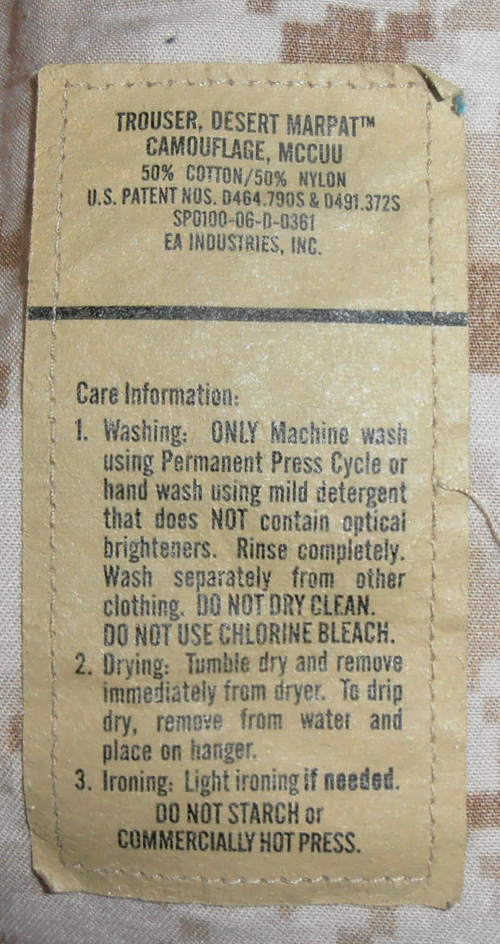 TROUSER, DESERT MARPAT™
CAMOUFLAGE, MCCUU
50% COTTON/50% NYLON
U.S. PATENT NOS. D464.790S & D491.372S
SP0100-06-D-0361
EA INDUSTRIES, INC.
Care Information:
1. Washing: ONLY Machine wash
using Permanent Press Cycle or
hand wash using mild detergent
that does NOT contain optical
brighteners. Rinse completely.
Wash separately from other
clothing. DO NOT DRY CLEAN.
DO NOT USE CHLORINE BLEACH.
2. Drying: Tumble dry and remove
immediately from dryer. To drip
dry, remove from water and
place on hanger.
3. Ironing: Light ironing if needed.
DO NOT STARCH or
COMMERCIALLY HOT PRESS.